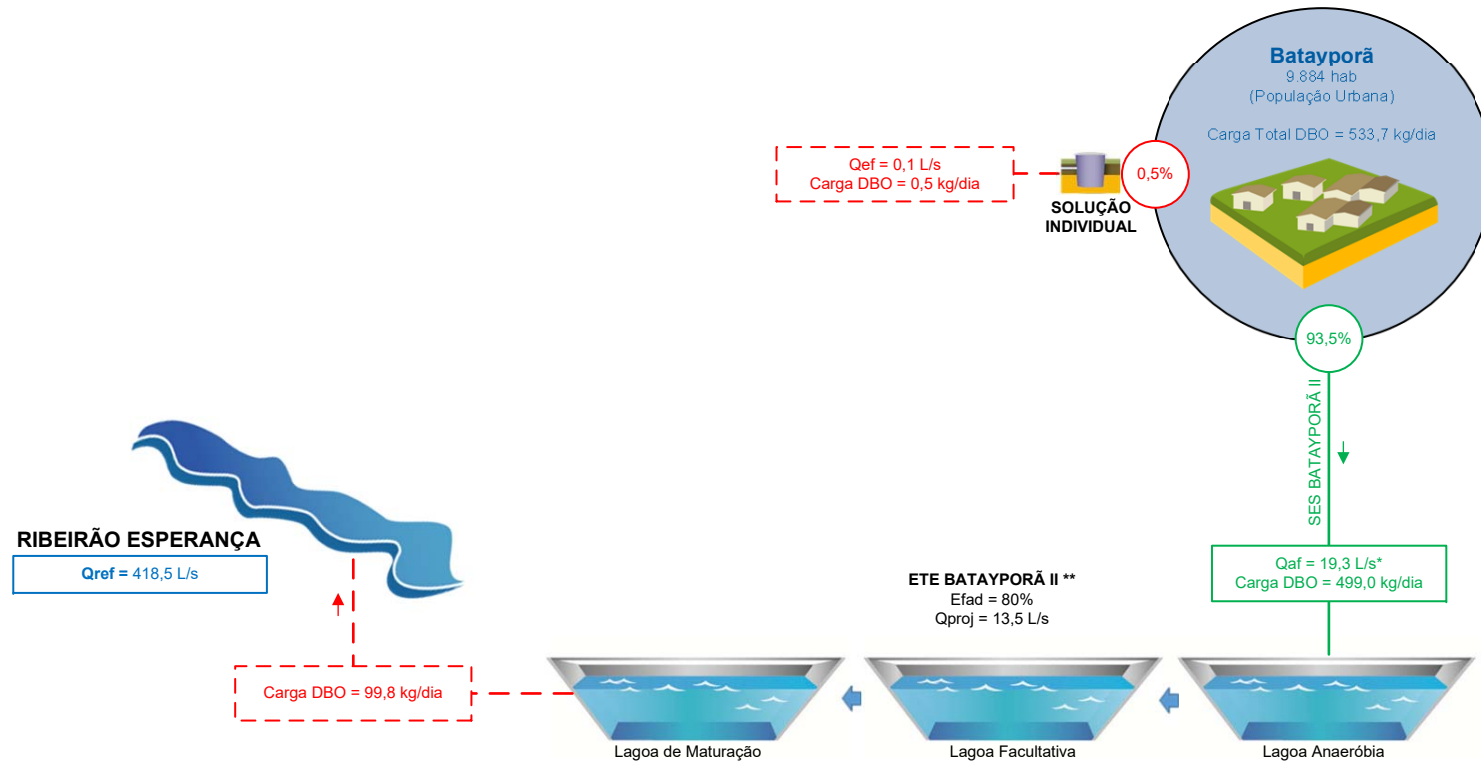 Batayporã
9.884 hab
(População Urbana)
Carga Total DBO = 533,7 kg/dia
Qef = 0,1 L/s
Carga DBO = 0,5 kg/dia
0,5%
SOLUÇÃO
INDIVIDUAL
93,5%
SES BATAYPORÃ II
RIBEIRÃO ESPERANÇA
Qref = 418,5 L/s
ETE BATAYPORÃ II **
Efad = 80%
Qproj = 13,5 L/s
Qaf = 19,3 L/s*
Carga DBO = 499,0 kg/dia
Carga DBO = 99,8 kg/dia
Lagoa de Maturação
Lagoa Facultativa
Lagoa Anaeróbia